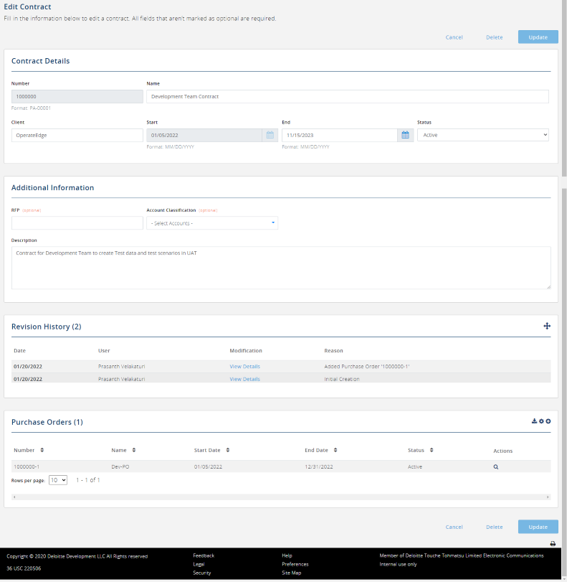 Edit Contract
Fill in the information below to edit a contract. All fields that aren't marked as optional are required.
Cancel Delete Update
Contract Details
Number Name
1000000 Development Team Contract
Format: PA-00001
Client Start End Status
OperateEdge 01/05/2022 11/15/2023 Active
Format: MM/DD/YYYY Format: MM/DD/YYYY
Additional Information
RFP (optional) Account Classification (optional)
- Select Accounts -
Description
Contract for Development Team to create Test data and test scenarios in UAT
Revision History (2)
Date User Modification Reason
01/20/2022 Prasanth Velakaturi View Details Added Purchase Order '1000000-1'
01/20/2022 Prasanth Velakaturi View Details Initial Creation
Purchase Orders (1)
Number Name Start Date End Date Status Actions
1000000-1 Dev-PO 01/05/2022 12/31/2022 Active
Rows per page: 10 1 - 1 of 1
Cancel Delete Update
Copyright © 2020 Deloitte Development LLC All Rights reserved Feedback Help Member of Deloitte Touche Tohmatsu Limited Electronic Communications
Legal Preferences Internal use only
36 USC 220506 Security Site Map